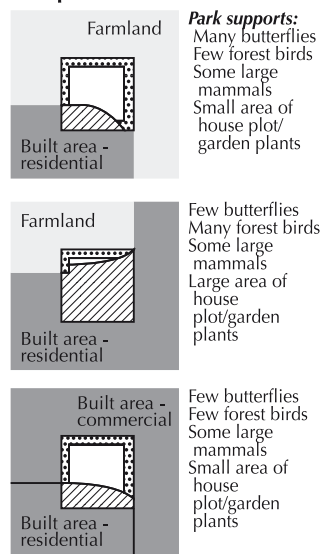 Farmland
Built area -
residential
Park supports:
Many butterflies
Few forest birds
Some large
mammals
Small area of
house plot/
garden plants
Farmland
Built area -
residential
Few butterflies
Many forest birds
Some large
mammals
Large area of
house
plot/garden
plants
Built area -
commercial
Built area -
residential
Few butterflies
Few forest birds
Some large
mammals
Small area of
house
plot/garden
plants